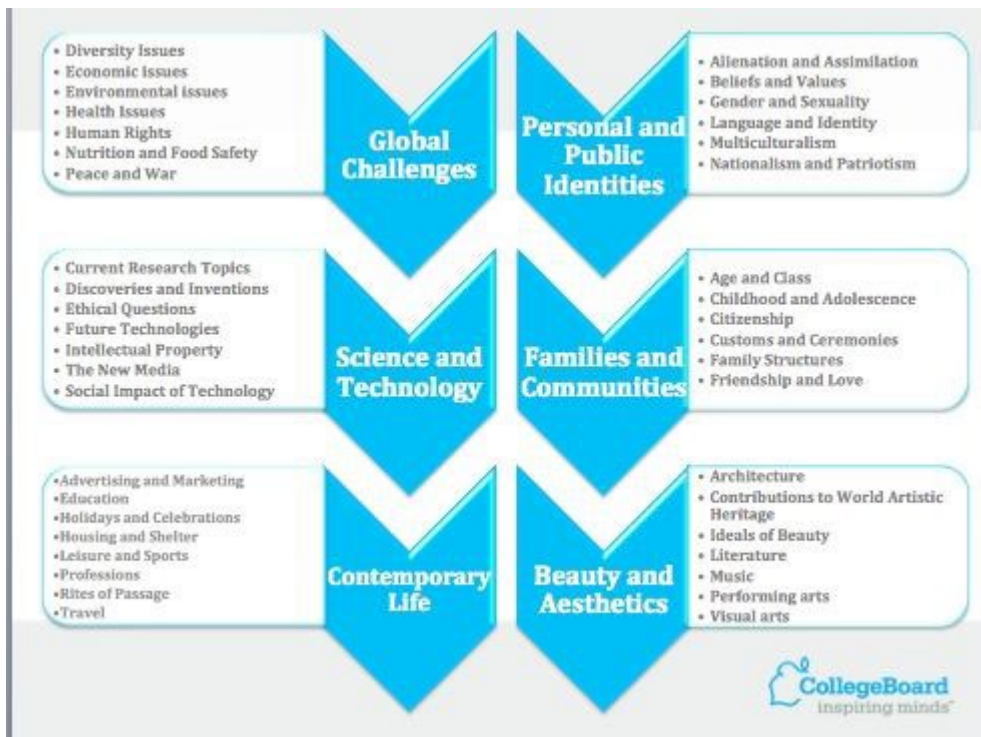 • Diversity Issues
• Economic Issues
• Environmental issues
• Health Issues
• Human Rights
• Nutrition and Food Safety
• Peace and War
Global
Challenges
Personal and
Public
Identities
• Alienation and Assimilation
• Beliefs and Values
• Gender and Sexuality
• Language and Identity
• Multiculturalism
• Nationalism and Patriotism
• Current Research Topics
• Discoveries and Inventions
• Ethical Questions
• Future Technologies
• Intellectual Property
• The New Media
• Social Impact of Technology
Science and
Technology
Families and
Communities
• Age and Class
• Childhood and Adolescence
• Citizenship
• Customs and Ceremonies
• Family Structures
• Friendship and Love
•Advertising and Marketing
•Education
•Holidays and Celebrations
•Housing and Shelter
•Leisure and Sports
•Professions
•Rites of Passage
•Travel
Contemporary
Life
Beauty and
Aesthetics
• Architecture
• Contributions to World Artistic
Heritage
• Ideals of Beauty
• Literature
• Music
• Performing arts
• Visual arts
CollegeBoard
inspiring minds™